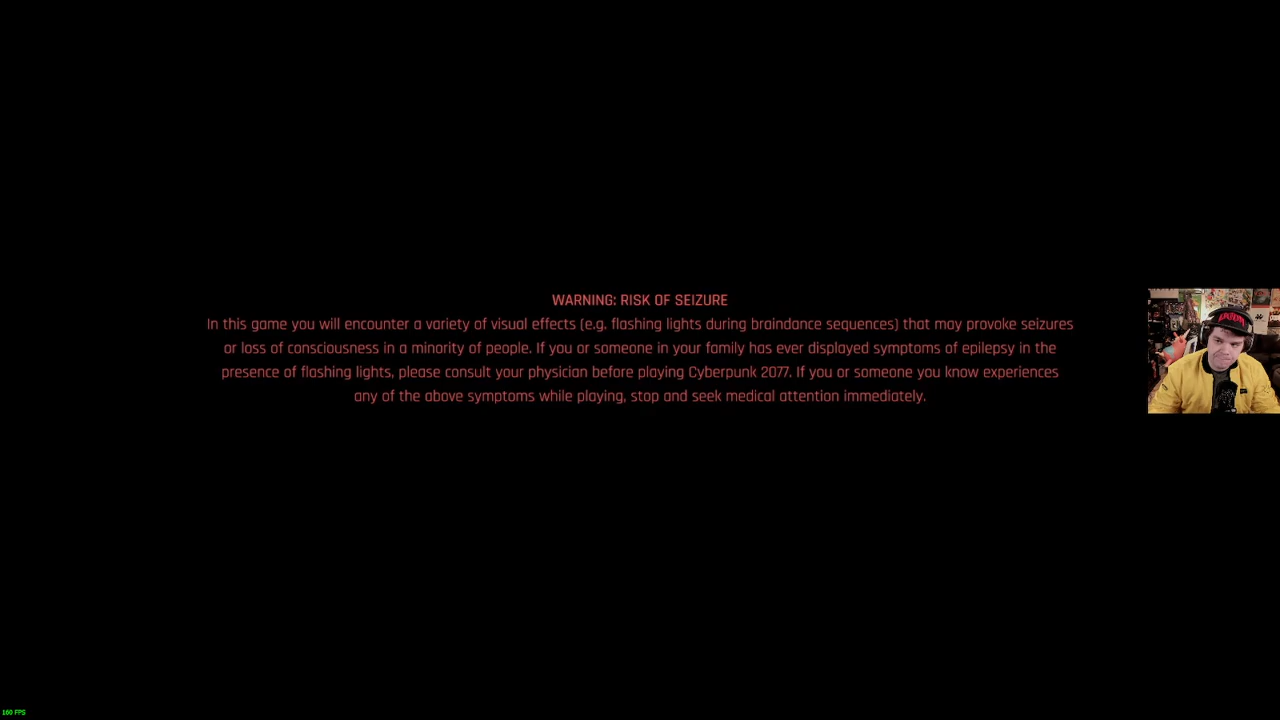 WARNING: RISK OF SEIZURE
In this game you will encounter a variety of visual effects (e.g. flashing lights during braindance sequences) that may provoke seizures
or loss of consciousness in a minority of people. If you or someone in your family has ever displayed symptoms of epilepsy in the
presence of flashing lights, please consult your physician before playing Cyberpunk 2077. If you or someone you know experiences
any of the above symptoms while playing, stop and seek medical attention immediately.
DOOM
160 FPS